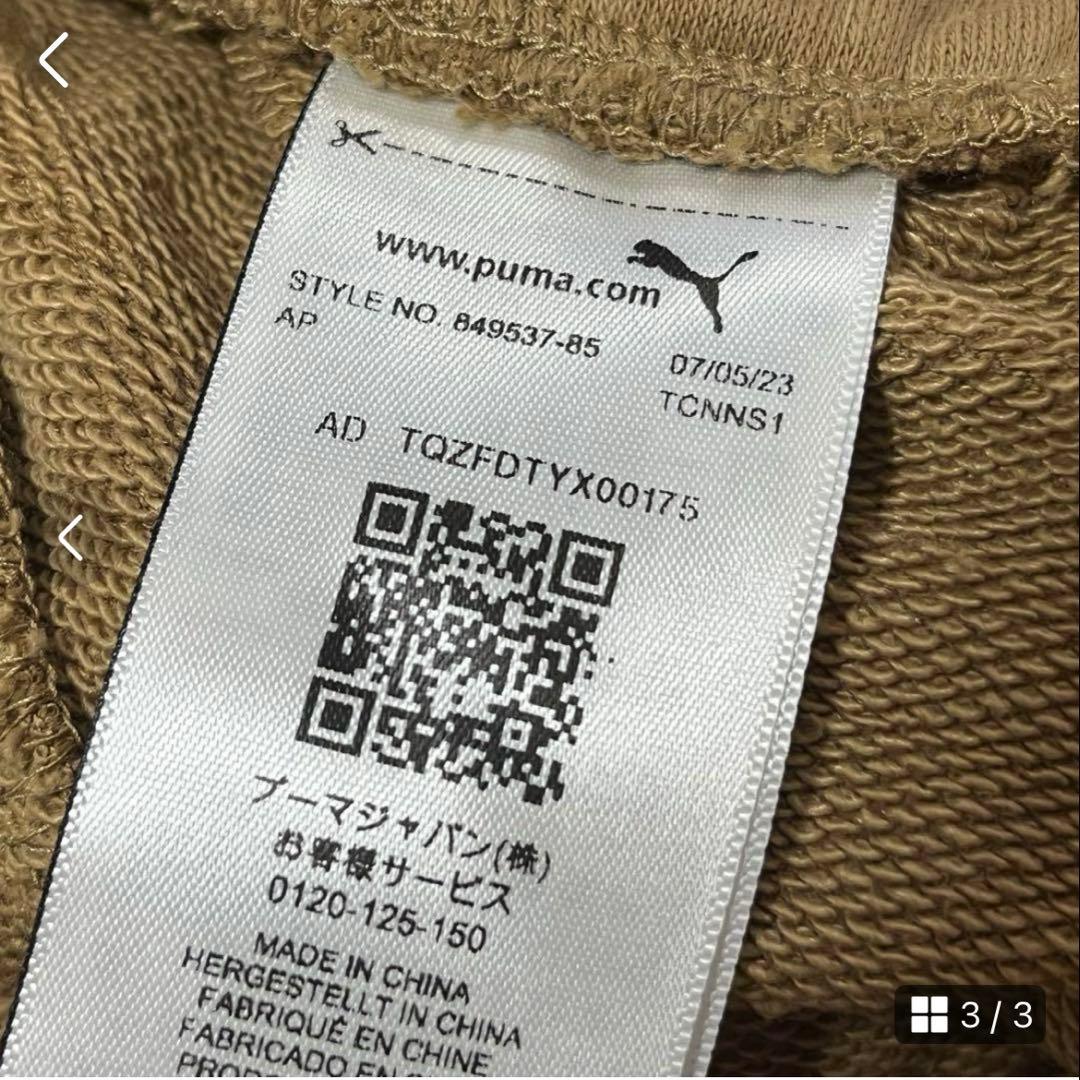 www.puma.com
STYLE NO. 849537-85
AP
07/05/23
TCNNS1
AD TQZFDTYX00175
プーマジャパン(株)
お客様サービス
0120-125-150
MADE IN CHINA
HERGESTELLT IN CHINA
FABRIQUÉ EN CHINE
FABRICADO EN
3 / 3